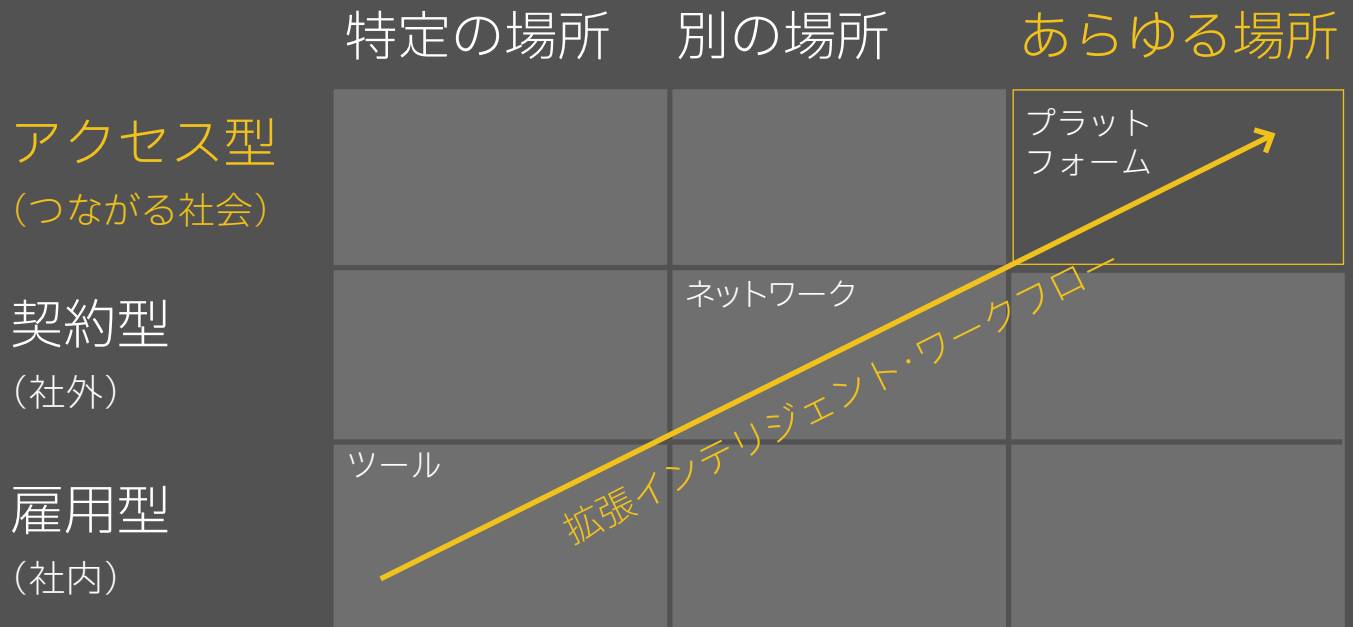 特定の場所
別の場所
あらゆる場所
アクセス型
（つながる社会）
プラット
フォーム
契約型
（社外）
ネットワーク
拡張インテリジェント・ワークフロー
雇用型
（社内）
ツール